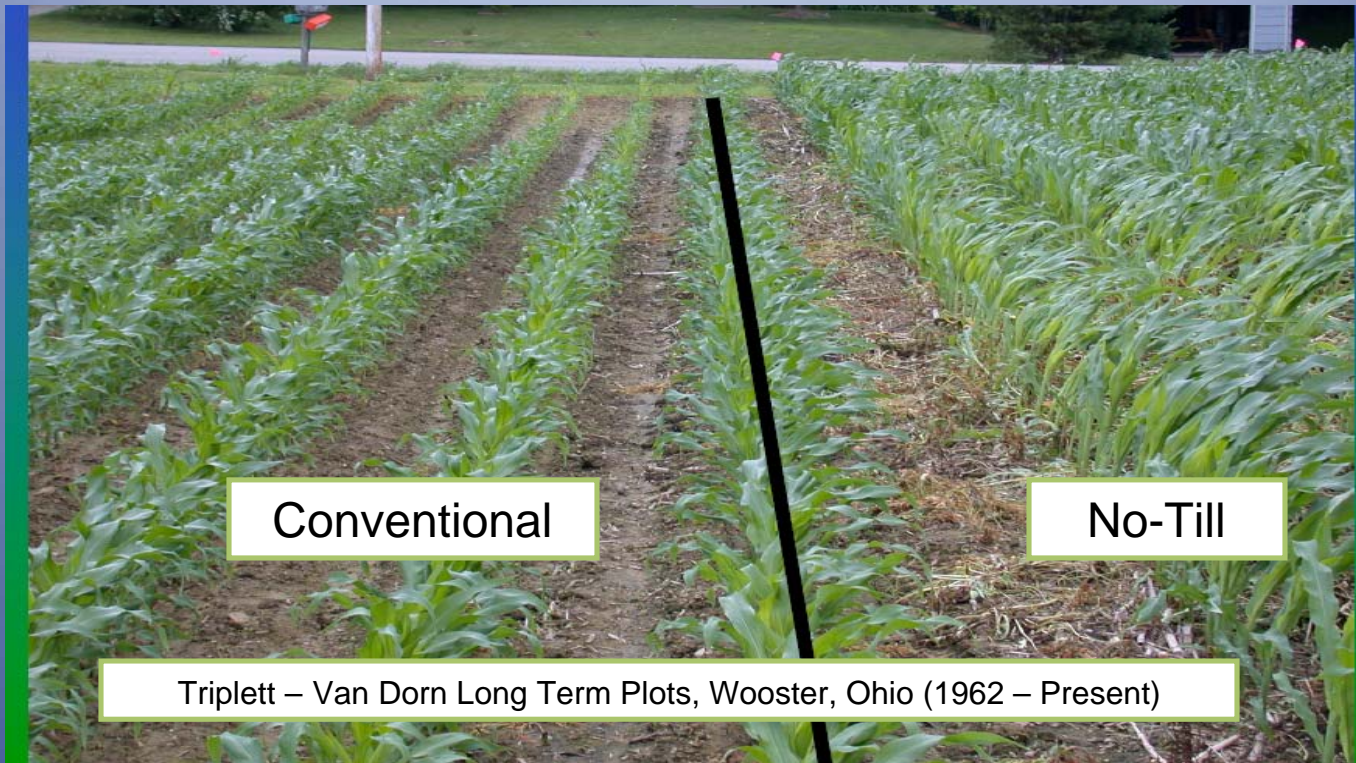 Conventional
No-Till
Triplett – Van Dorn Long Term Plots, Wooster, Ohio (1962 – Present)